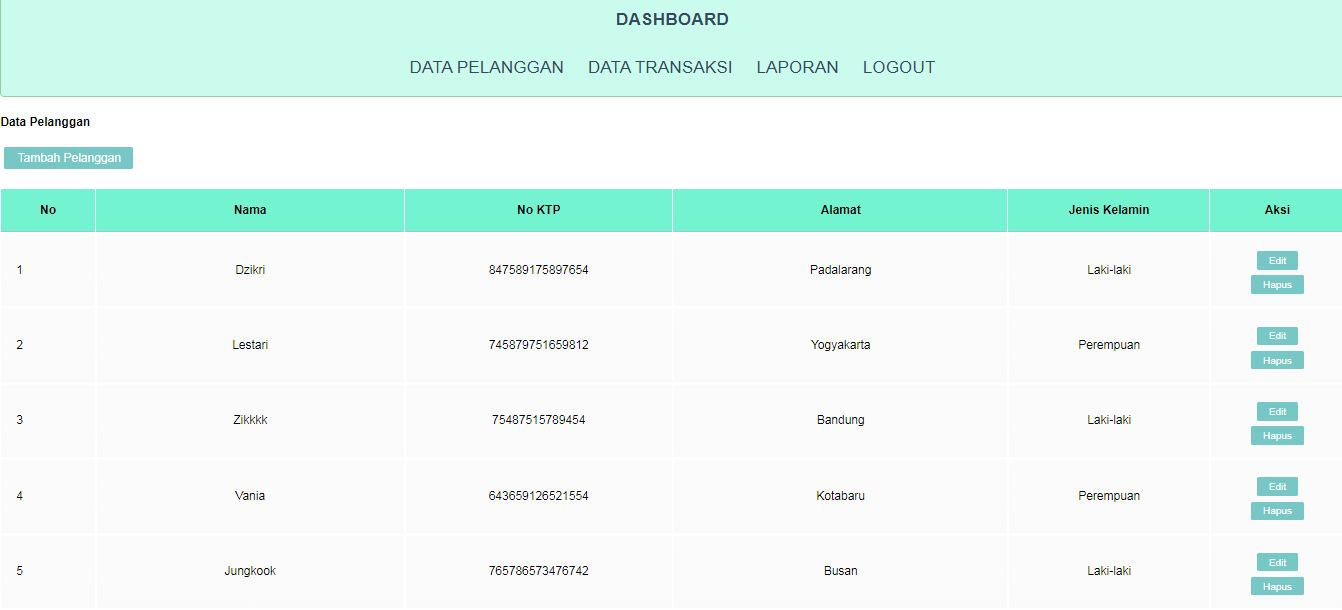 DASHBOARD
DATA PELANGGAN DATA TRANSAKSI LAPORAN LOGOUT
Data Pelanggan
Tambah Pelanggan
No Nama No KTP Alamat Jenis Kelamin Aksi
1 Dzikri 847589175897654 Padalarang Laki-laki Edit
Hapus
2 Lestari 745879751659812 Yogyakarta Perempuan Edit
Hapus
3 Zikkkk 75487515789454 Bandung Laki-laki Edit
Hapus
4 Vania 643659126521554 Kotabaru Perempuan Edit
Hapus
5 Jungkook 765786573476742 Busan Laki-laki Edit
Hapus